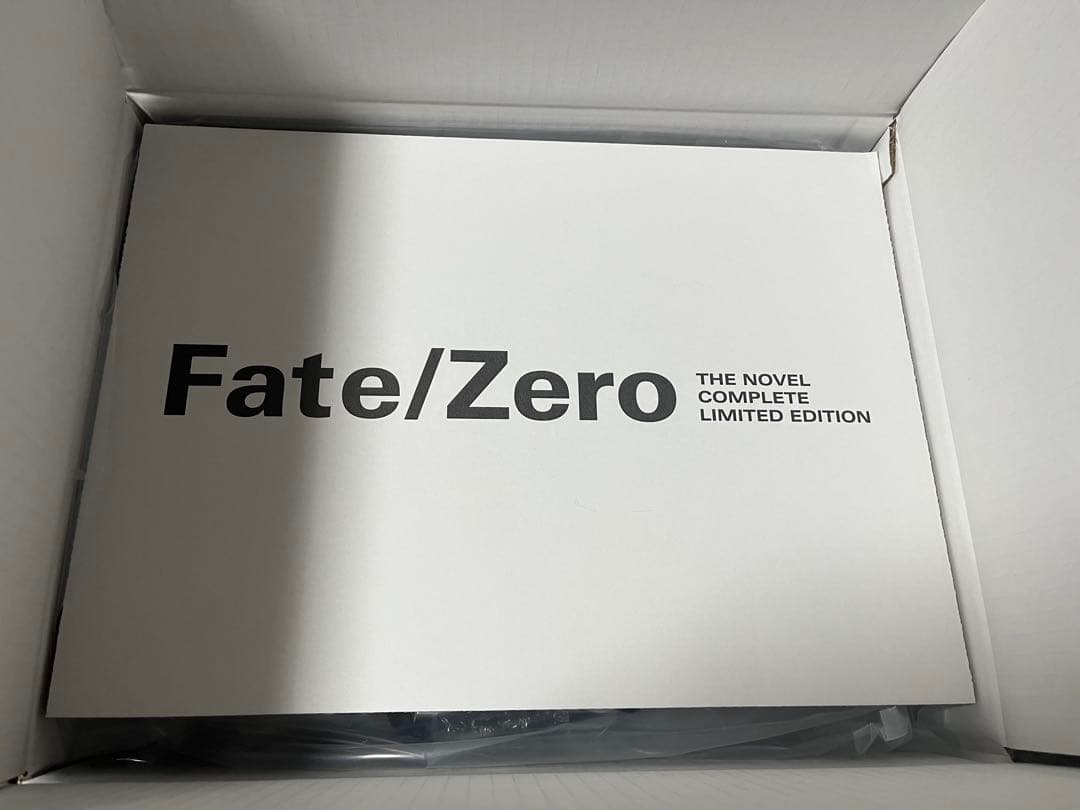 Fate/Zero
THE NOVEL
COMPLETE
LIMITED EDITION